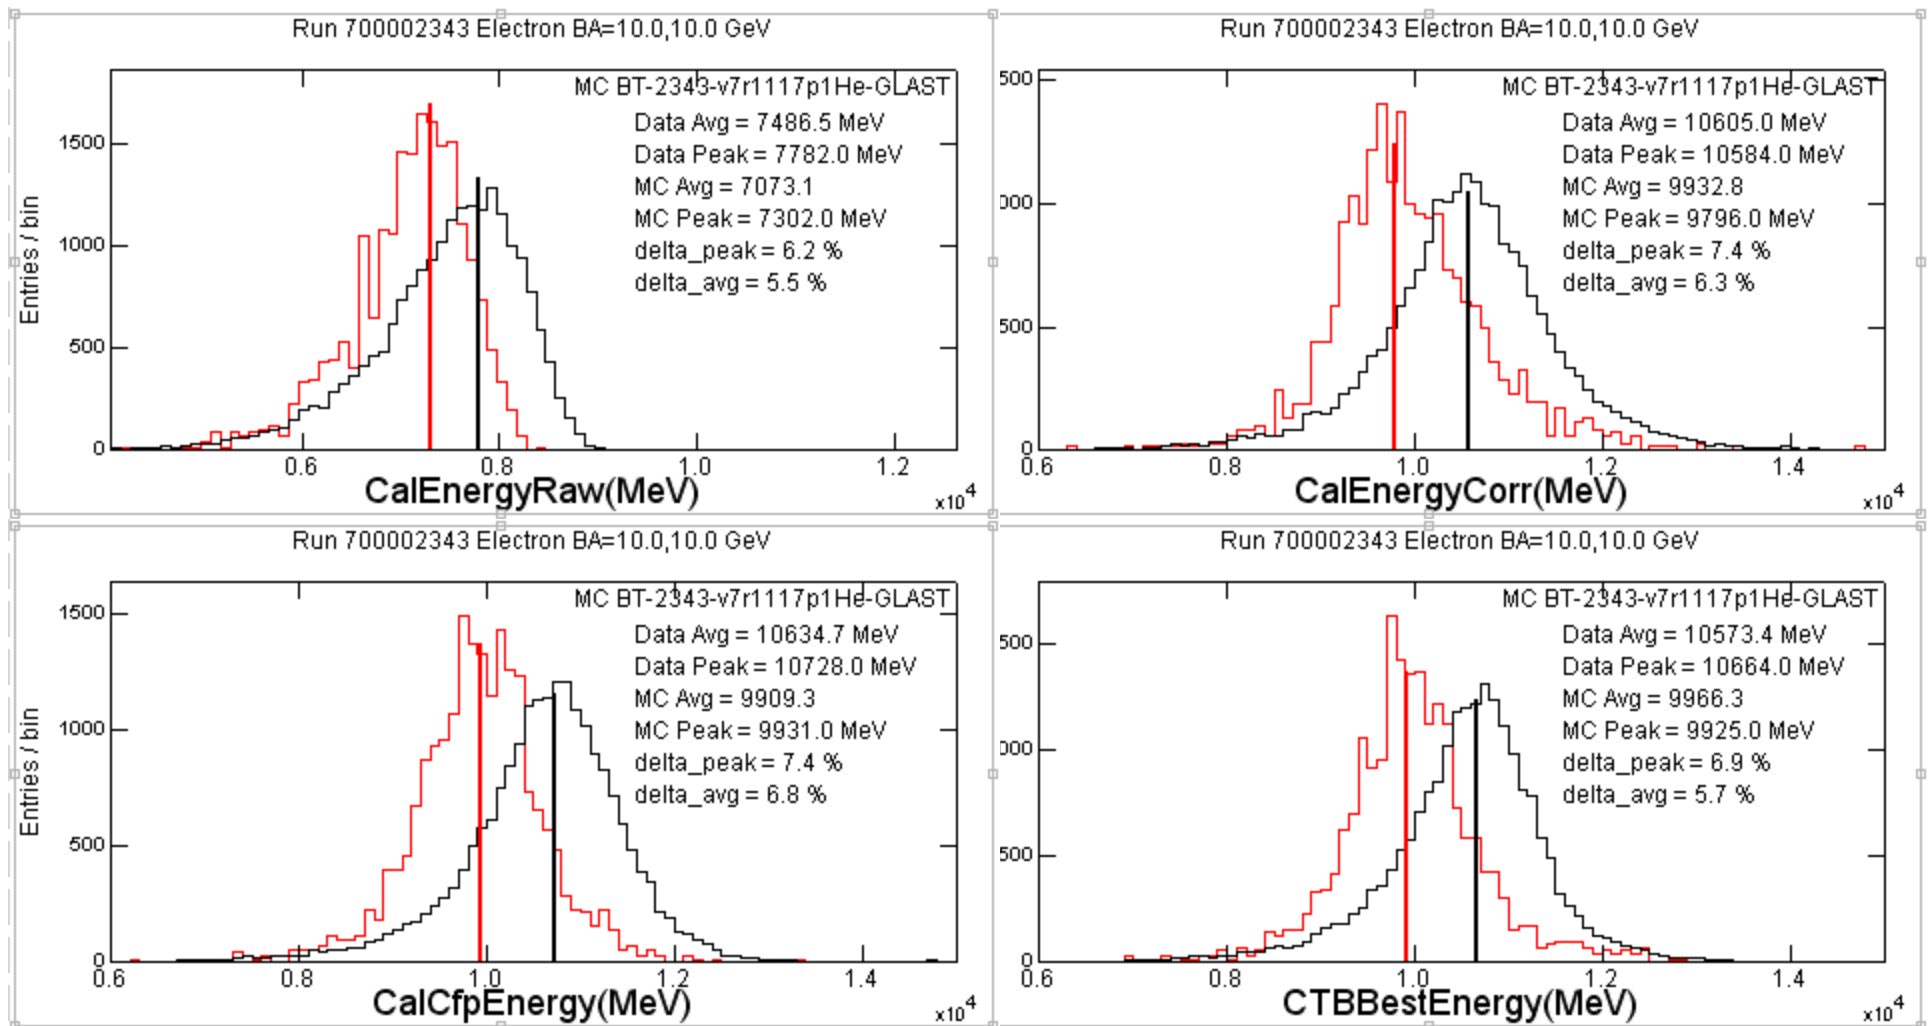 Run 700002343 Electron BA=10.0,10.0 GeV
MC BT-2343-v7r1117p1He-GLAST
Data Avg = 7486.5 MeV
Data Peak = 7782.0 MeV
MC Avg = 7073.1
MC Peak = 7302.0 MeV
delta_peak = 6.2 %
delta_avg = 5.5 %
Entries / bin
1500
1000
500
0
0.6 0.8 1.0 1.2
CalEnergyRaw(MeV)
x10^4
Run 700002343 Electron BA=10.0,10.0 GeV
MC BT-2343-v7r1117p1He-GLAST
Data Avg = 10605.0 MeV
Data Peak = 10584.0 MeV
MC Avg = 9932.8
MC Peak = 9796.0 MeV
delta_peak = 7.4 %
delta_avg = 6.3 %
500
000
500
0
0.6 0.8 1.0 1.2 1.4
CalEnergyCorr(MeV)
x10^4
Run 700002343 Electron BA=10.0,10.0 GeV
MC BT-2343-v7r1117p1He-GLAST
Data Avg = 10634.7 MeV
Data Peak = 10728.0 MeV
MC Avg = 9909.3
MC Peak = 9931.0 MeV
delta_peak = 7.4 %
delta_avg = 6.8 %
Entries / bin
1500
1000
500
0
0.6 0.8 1.0 1.2 1.4
CalCfpEnergy(MeV)
x10^4
Run 700002343 Electron BA=10.0,10.0 GeV
MC BT-2343-v7r1117p1He-GLAST
Data Avg = 10573.4 MeV
Data Peak = 10664.0 MeV
MC Avg = 9966.3
MC Peak = 9925.0 MeV
delta_peak = 6.9 %
delta_avg = 5.7 %
500
000
500
0
0.6 0.8 1.0 1.2 1.4
CTBBestEnergy(MeV)
x10^4